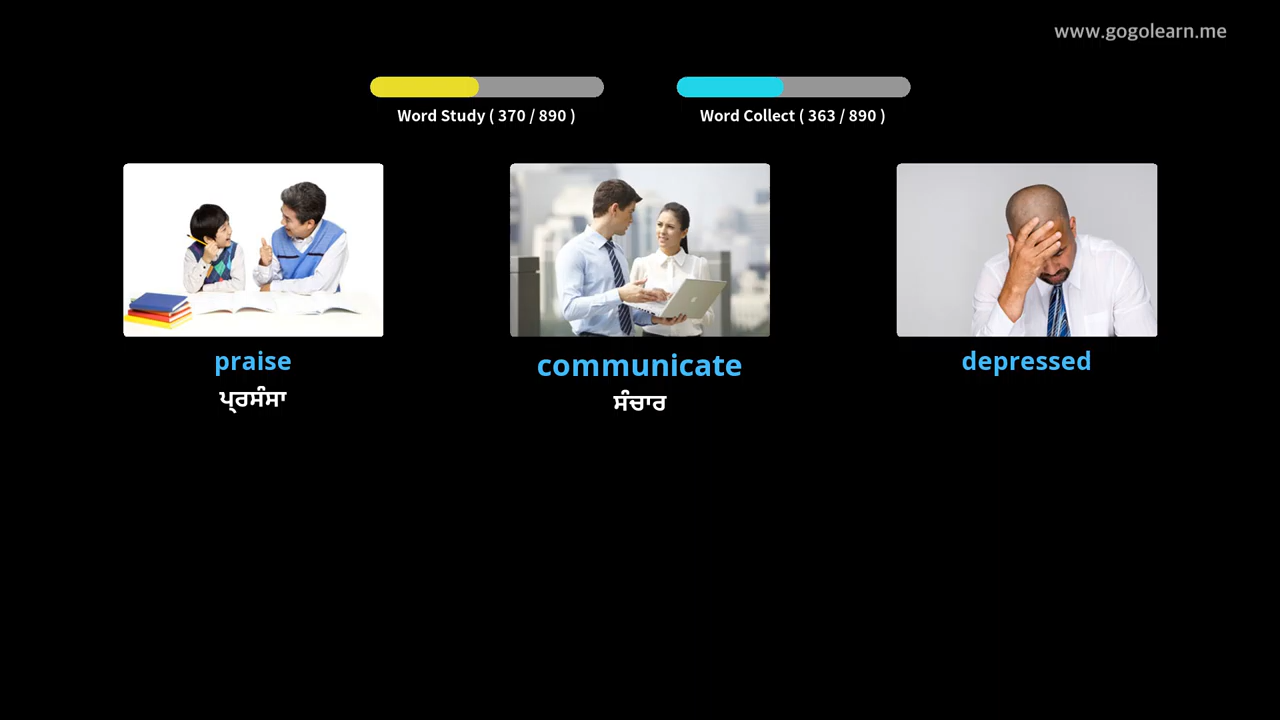 www.gogolearn.me
Word Study ( 370 / 890 )
Word Collect ( 363 / 890 )
praise
communicate
depressed
ਪ੍ਰਸੰਸਾ
ਸੰਚਾਰ